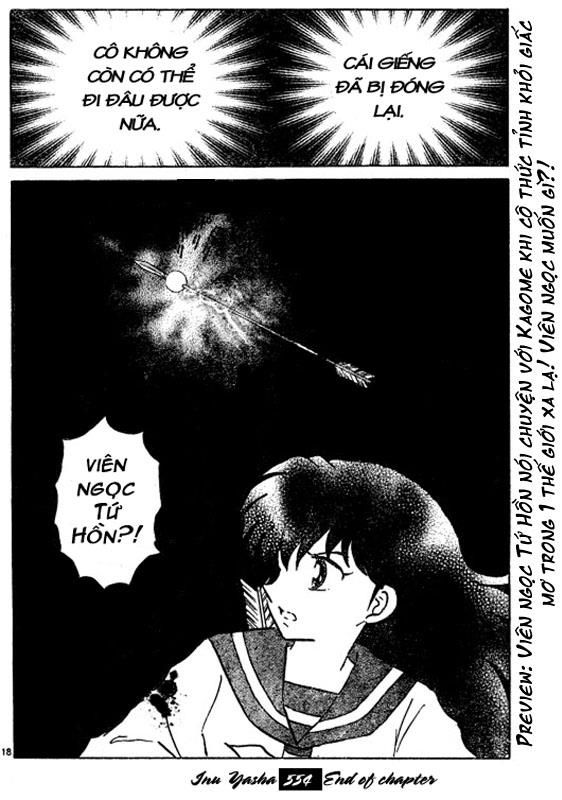 CÔ KHÔNG
CÒN CÓ THỂ
ĐI ĐÂU ĐƯỢC
NỮA.
CÁI GIẾNG
ĐÃ BỊ ĐÓNG
LẠI.
VIÊN
NGỌC
TỨ
HỒN?!
PREVIEW: VIÊN NGỌC TỨ HỒN NÓI CHUYỆN VỚI KAGOME KHI CÔ THỨC TỈNH KHỎI GIẤC
MƠ TRONG 1 THẾ GIỚI XA LẠ! VIÊN NGỌC MUỐN GÌ?!
18
Inu Yasha 554 End of chapter